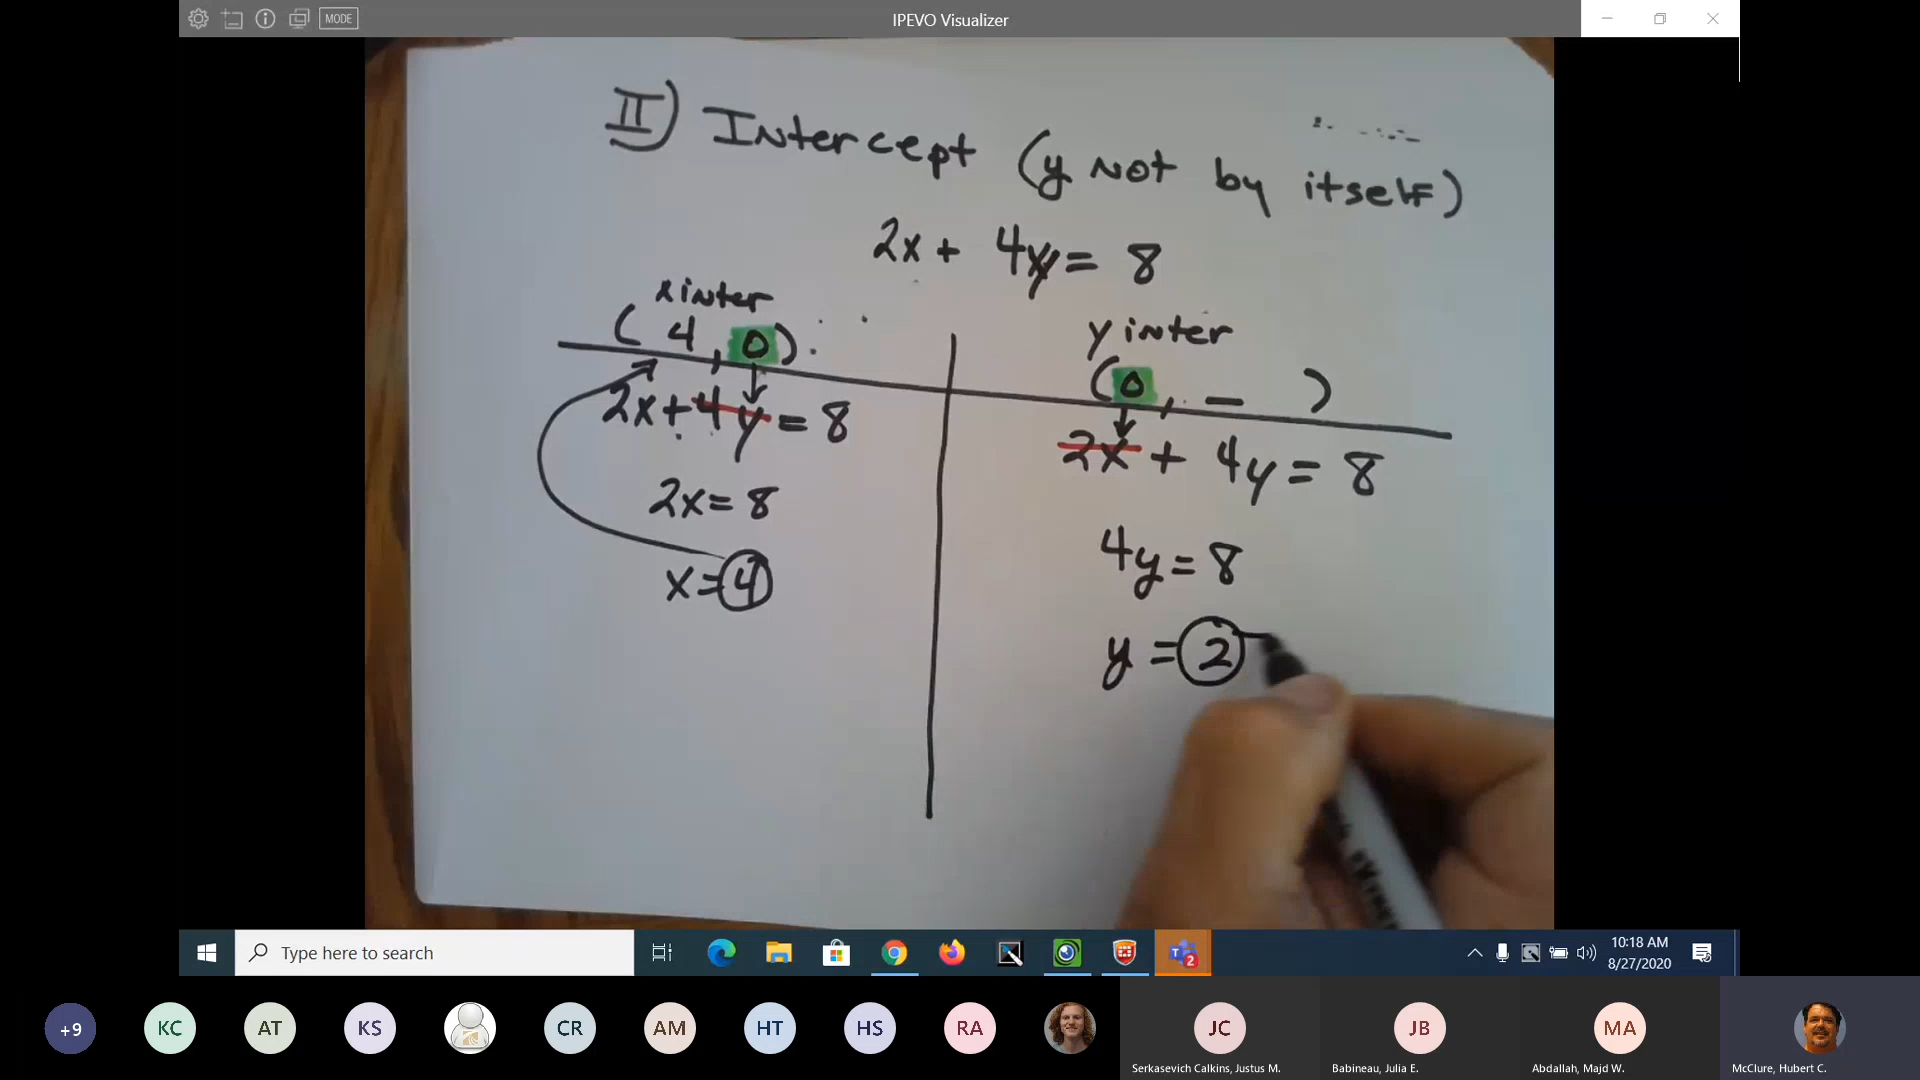 IPEVO Visualizer
MODE
II) Intercept (y not by itself)
2x + 4y = 8
x inter
(4, 0)
2x + 4y = 8
2x = 8
x = 4
y inter
(0, _ )
2x + 4y = 8
4y = 8
y = 2
Type here to search
2
10:18 AM
8/27/2020
+9
KC
AT
KS
CR
AM
HT
HS
RA
JC
JB
MA
Serkasevich Calkins, Justus M.
Babineau, Julia E.
Abdallah, Majd W.
McClure, Hubert C.